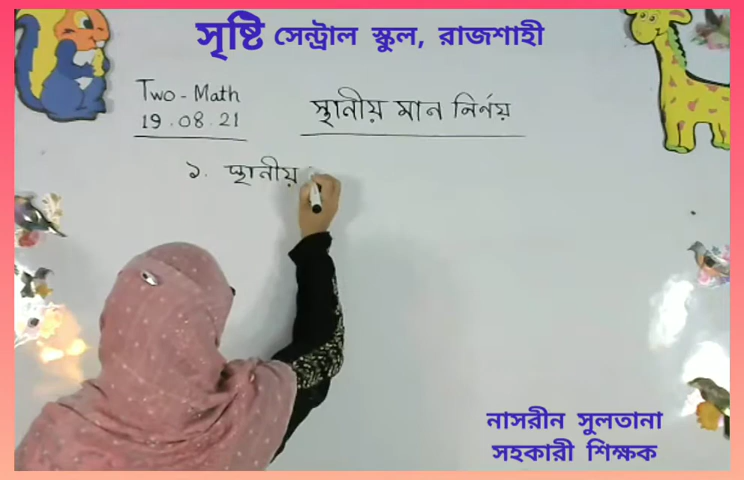 সৃষ্টি সেন্ট্রাল স্কুল, রাজশাহী
Two - Math
19.08.21
স্থানীয় মান নির্ণয়
১. স্থানীয়
নাসরীন সুলতানা
সহকারী শিক্ষক